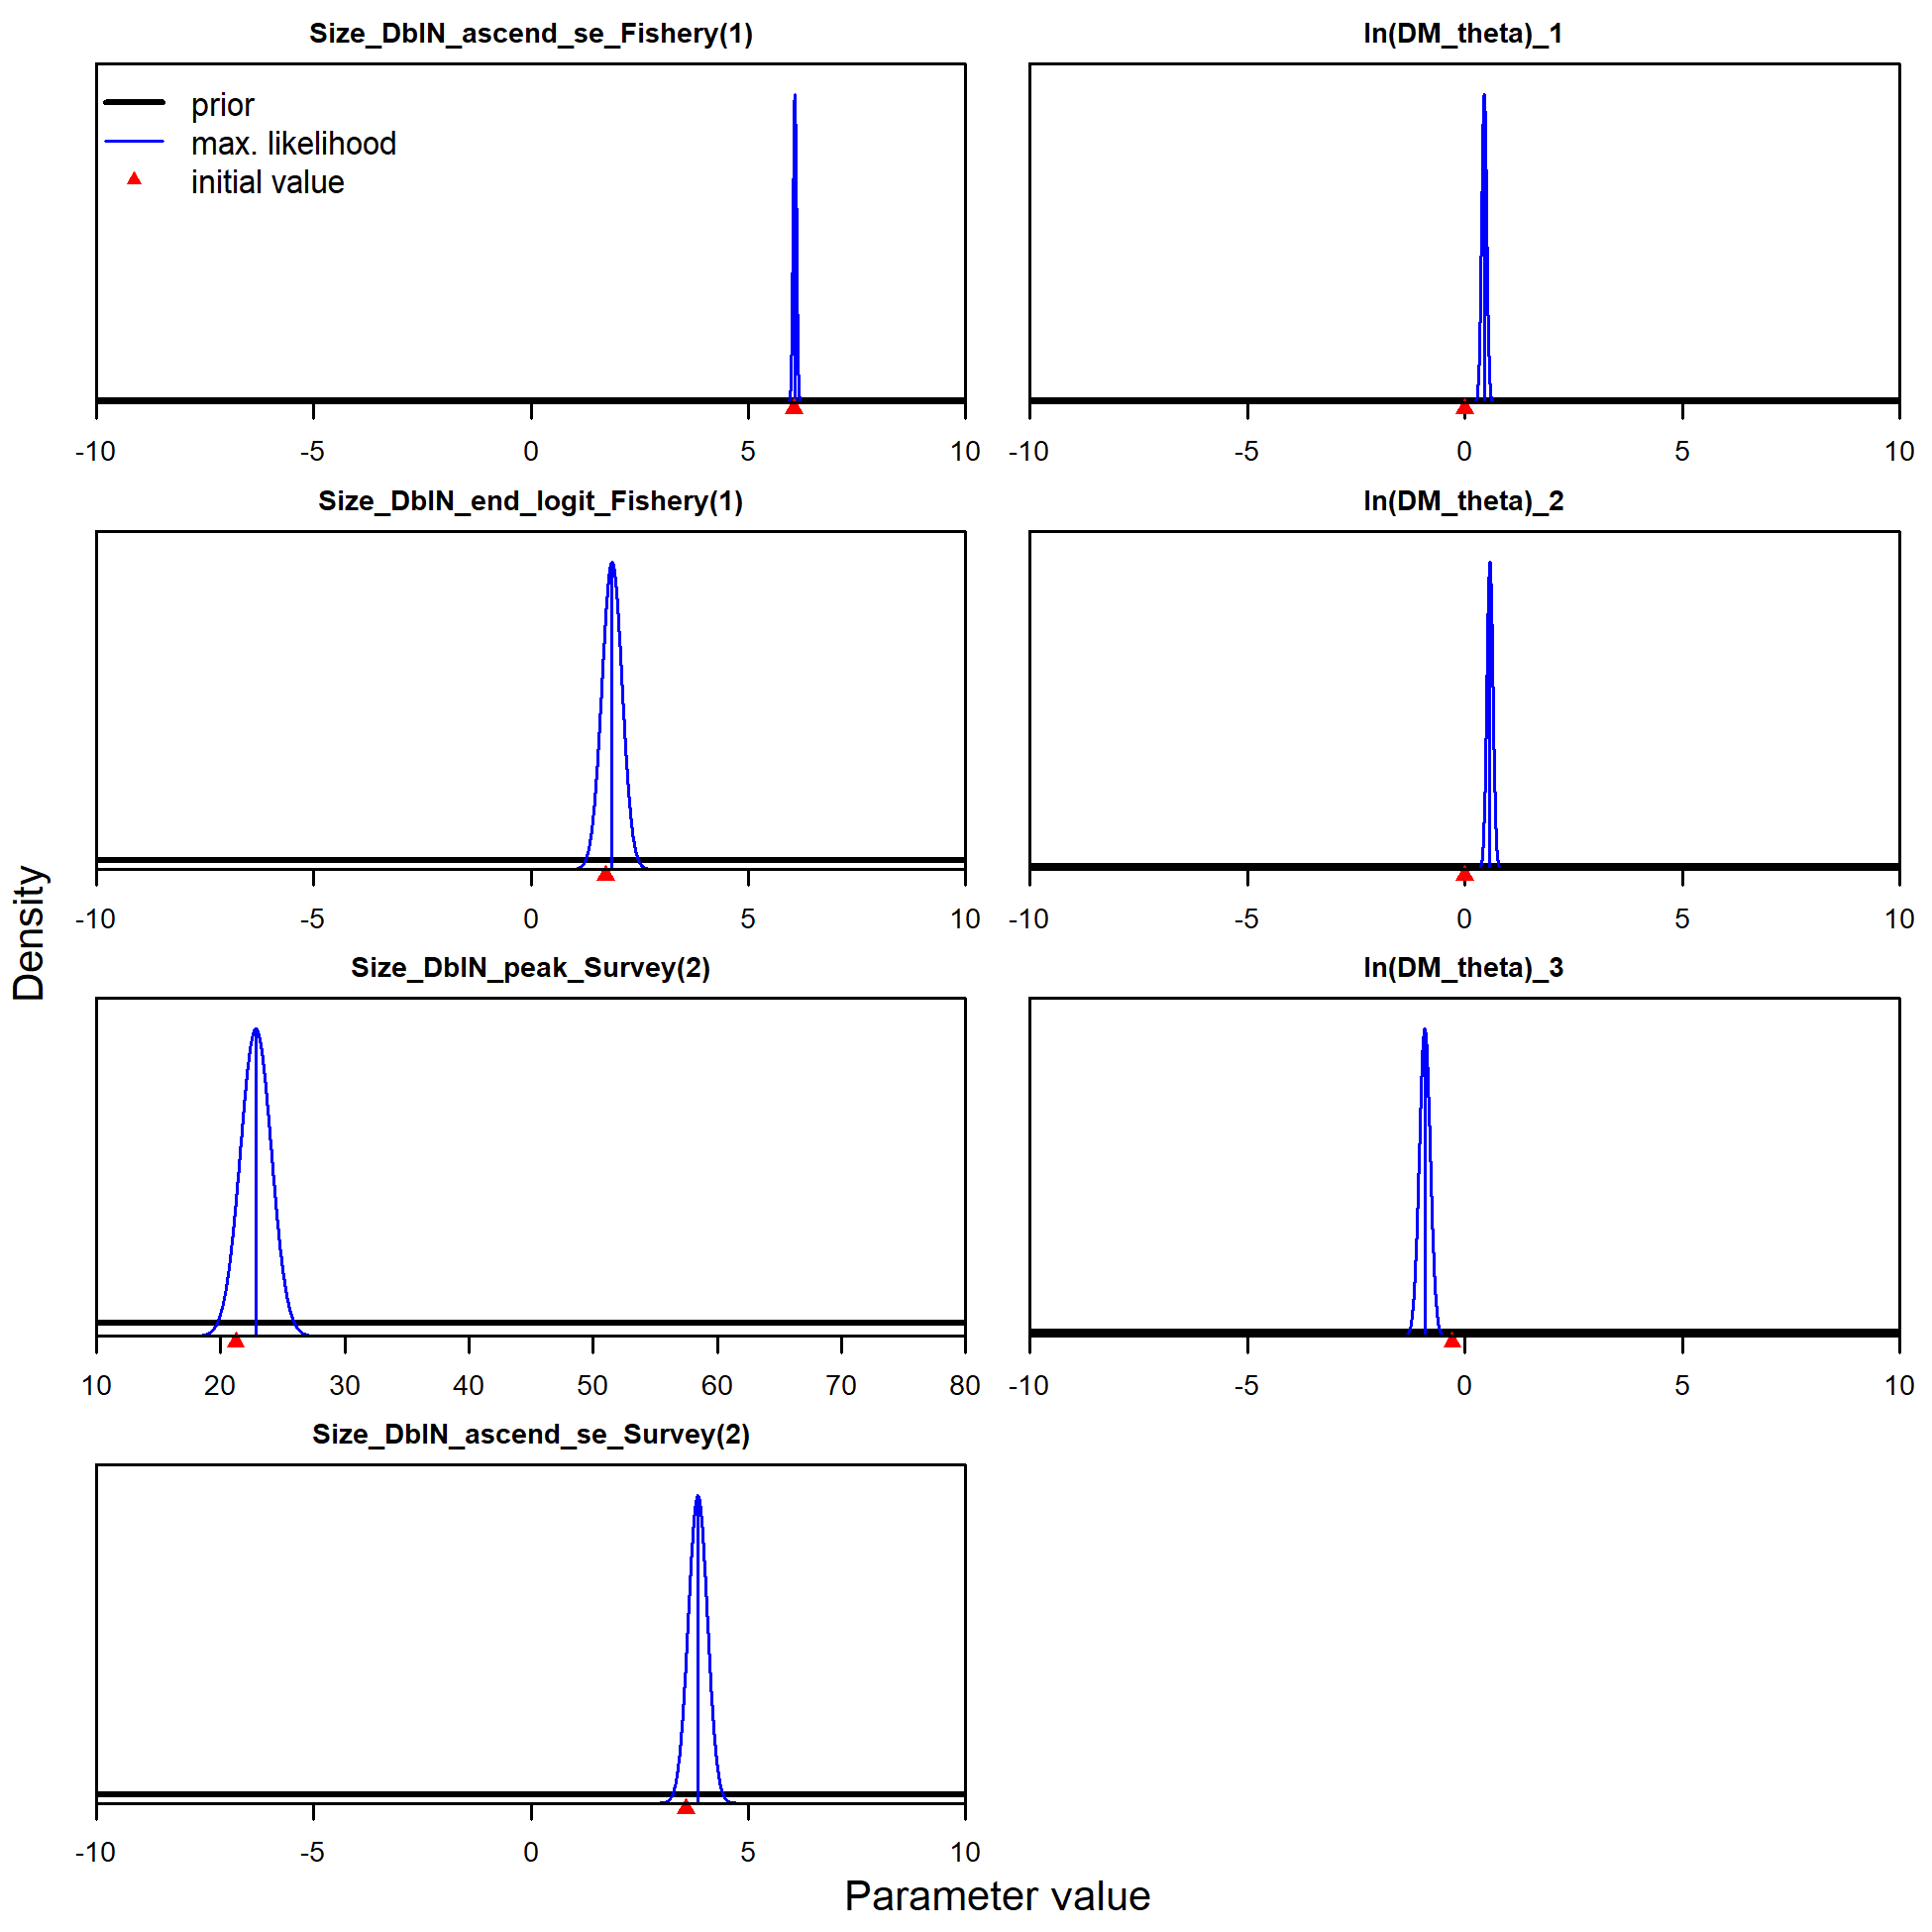 Size_DblN_ascend_se_Fishery(1)
prior
max. likelihood
initial value
-10 -5 0 5 10
ln(DM_theta)_1
-10 -5 0 5 10
Size_DblN_end_logit_Fishery(1)
-10 -5 0 5 10
ln(DM_theta)_2
-10 -5 0 5 10
Size_DblN_peak_Survey(2)
10 20 30 40 50 60 70 80
ln(DM_theta)_3
-10 -5 0 5 10
Size_DblN_ascend_se_Survey(2)
-10 -5 0 5 10
Density
Parameter value